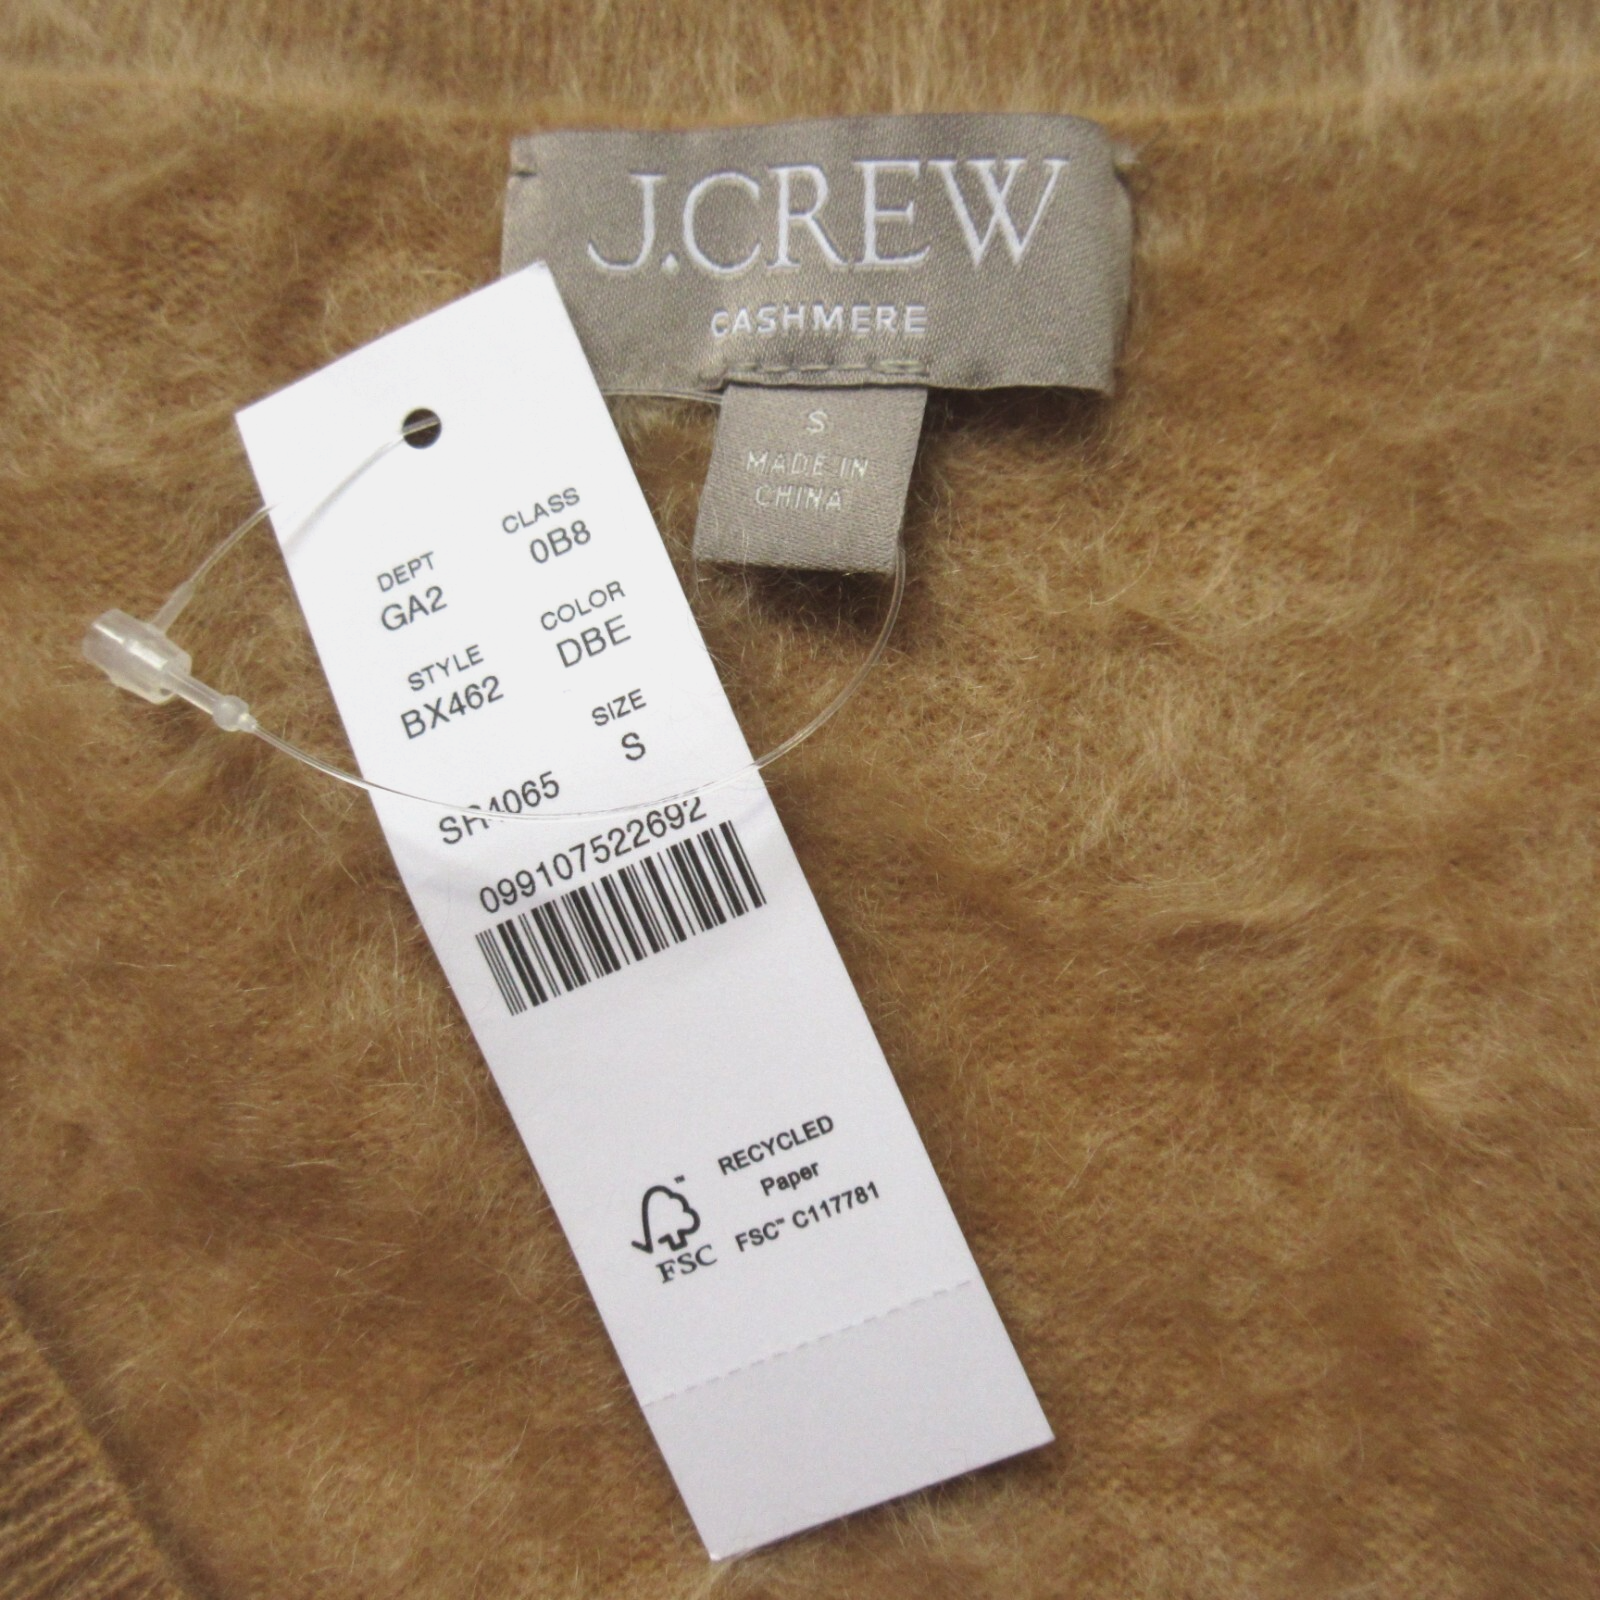 J.CREW
CASHMERE
S
MADE IN
CHINA
DEPT CLASS
GA2 0B8
STYLE COLOR
BX462 DBE
SIZE
S
099107522692
RECYCLED
Paper
FSC™ C117781
™
FSC